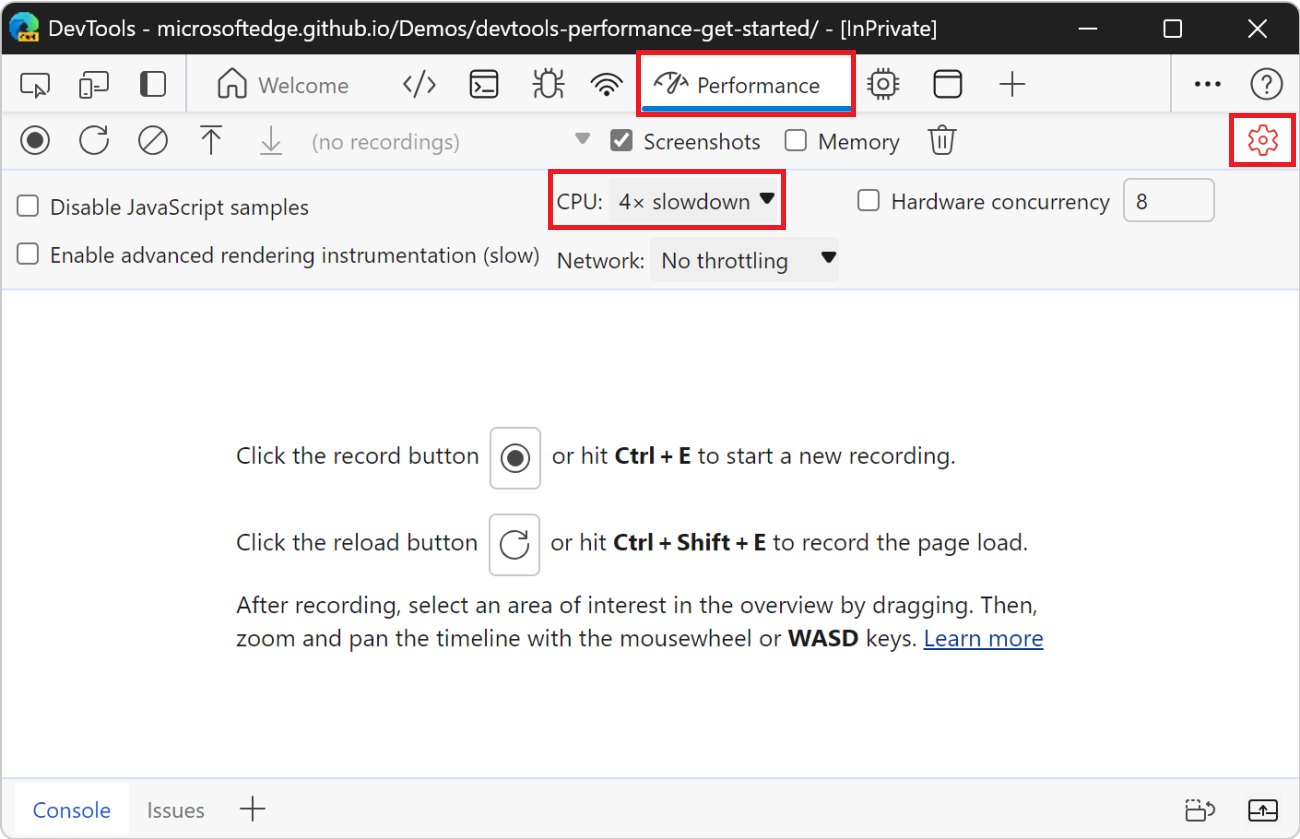 DevTools - microsoftedge.github.io/Demos/devtools-performance-get-started/ - [InPrivate]
Welcome
Performance
(no recordings)
Screenshots
Memory
Disable JavaScript samples
CPU: 4× slowdown
Hardware concurrency 8
Enable advanced rendering instrumentation (slow)
Network: No throttling
Click the record button or hit Ctrl + E to start a new recording.
Click the reload button or hit Ctrl + Shift + E to record the page load.
After recording, select an area of interest in the overview by dragging. Then,
zoom and pan the timeline with the mousewheel or WASD keys. Learn more
Console
Issues